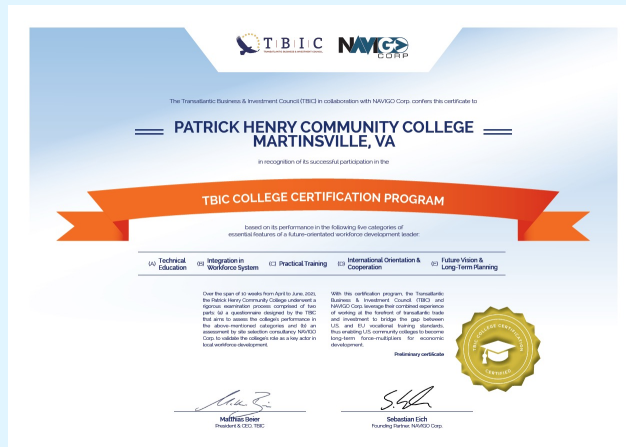 T|B|I|C
TRANSATLANTIC BUSINESS & INVESTMENT COUNCIL
NAVIGO
CORP
The Transatlantic Business & Investment Council (TBIC) in collaboration with NAVIGO Corp. confers this certificate to
PATRICK HENRY COMMUNITY COLLEGE
MARTINSVILLE, VA
in recognition of its successful participation in the
TBIC COLLEGE CERTIFICATION PROGRAM
based on its performance in the following five categories of
essential features of a future-orientated workforce development leader:
(A) Technical Education
(B) Integration in Workforce System
(C) Practical Training
(D) International Orientation & Cooperation
(E) Future Vision & Long-Term Planning
Over the span of 10 weeks from April to June, 2021,
the Patrick Henry Community College underwent a
rigorous examination process comprised of two
parts: (a) a questionnaire designed by the TBIC
that aims to assess the college's performance in
the above-mentioned categories and (b) an
assessment by site selection consultancy NAVIGO
Corp. to validate the college's role as a key actor in
local workforce development.
With this certification program, the Transatlantic
Business & Investment Council (TBIC) and
NAVIGO Corp. leverage their combined experience
of working at the forefront of transatlantic trade
and investment to bridge the gap between
U.S. and EU vocational training standards,
thus enabling U.S. community colleges to become
long-term force-multipliers for economic
development.
Preliminary certificate
TBIC COLLEGE CERTIFICATION
CERTIFIED
Matthias Beier
President & CEO, TBIC
Sebastian Eich
Founding Partner, NAVIGO Corp.